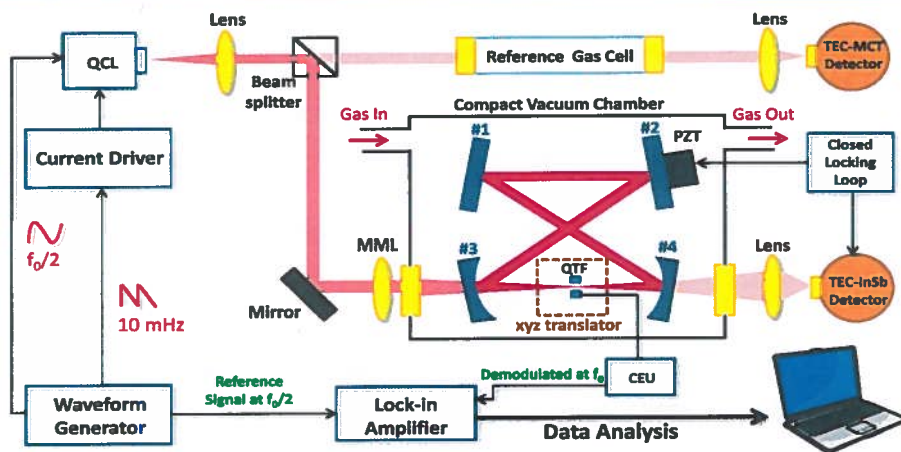 Lens
Lens
QCL
Reference Gas Cell
TEC-MCT
Detector
Beam
splitter
Compact Vacuum Chamber
Gas In
Gas Out
#1
#2
PZT
Current Driver
Closed
Locking
Loop
f₀/2
MML
#3
#4
Lens
QTF
TEC-InSb
Detector
Mirror
xyz translator
10 mHz
Reference
Signal at f₀/2
Demodulated at f₀
CEU
Waveform
Generator
Lock-in
Amplifier
Data Analysis